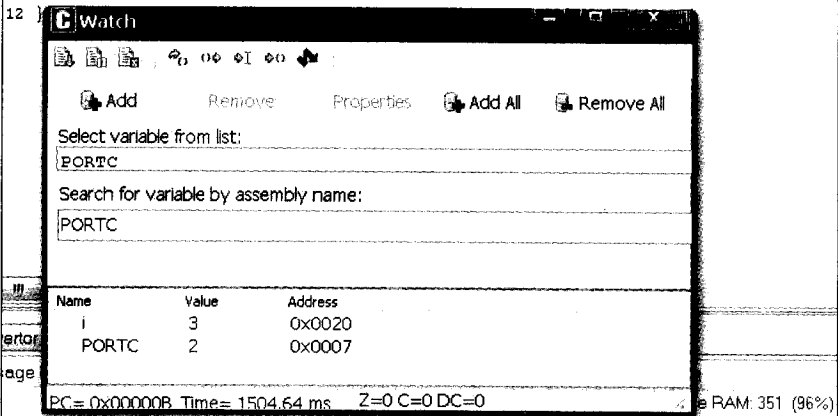 12 }
C Watch
Add Remove Properties Add All Remove All
Select variable from list:
PORTC
Search for variable by assembly name:
PORTC
Name Value Address
i 3 0x0020
PORTC 2 0x0007
ertor
sage
PC= 0x00000B Time= 1504.64 ms Z=0 C=0 DC=0
e RAM: 351 (96%)